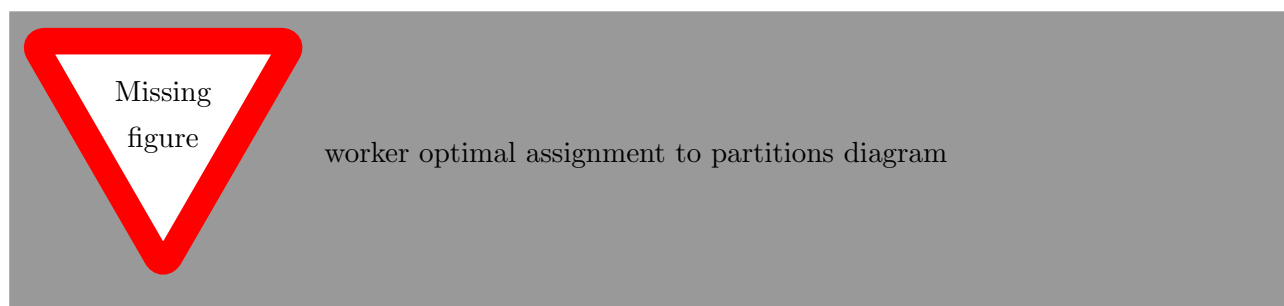 Missing
figure
worker optimal assignment to partitions diagram